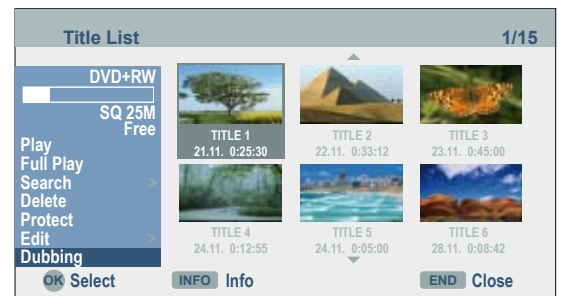 Title List 1/15
DVD+RW
SQ 25M
Free
Play
Full Play
Search >
Delete
Protect
Edit >
Dubbing
TITLE 1
21.11. 0:25:30
TITLE 2
22.11. 0:33:12
TITLE 3
23.11. 0:45:00
TITLE 4
24.11. 0:12:55
TITLE 5
24.11. 0:05:00
TITLE 6
28.11. 0:08:42
OK Select INFO Info END Close